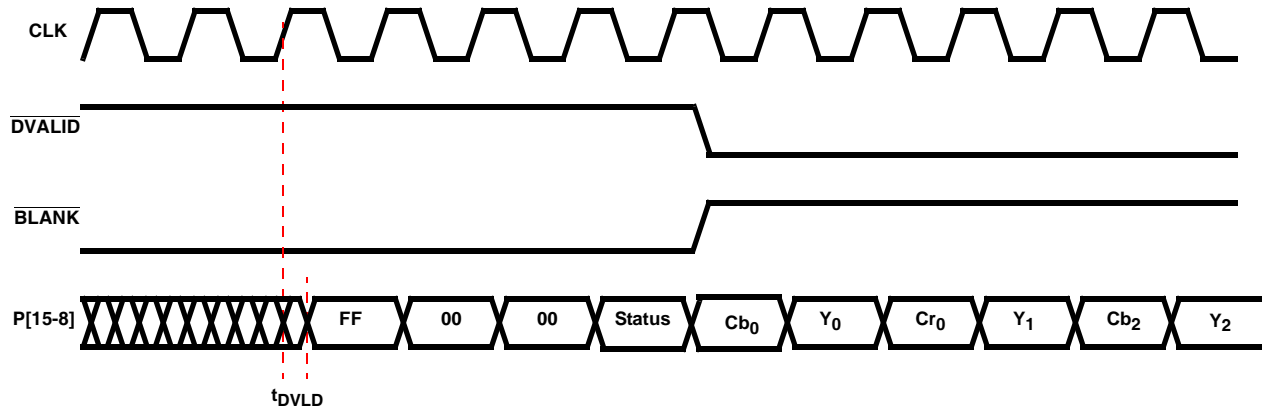 CLK
DVALID
BLANK
P[15-8] FF 00 00 Status Cb0 Y0 Cr0 Y1 Cb2 Y2
tDVLD